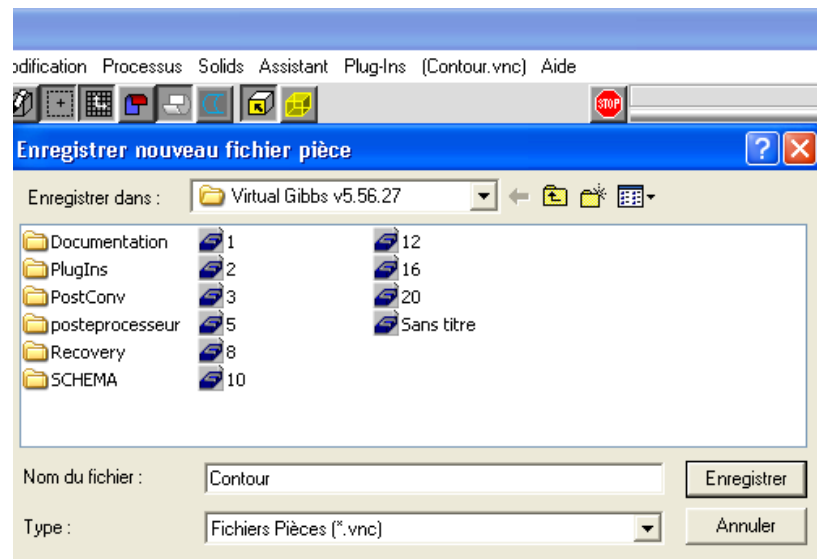 odification Processus Solids Assistant Plug-Ins (Contour.vnc) Aide
STOP
Enregistrer nouveau fichier pièce
Enregistrer dans : Virtual Gibbs v5.56.27
Documentation 1 12
PlugIns 2 16
PostConv 3 20
posteprocesseur 5 Sans titre
Recovery 8
SCHEMA 10
Nom du fichier : Contour Enregistrer
Type : Fichiers Pièces (*.vnc) Annuler